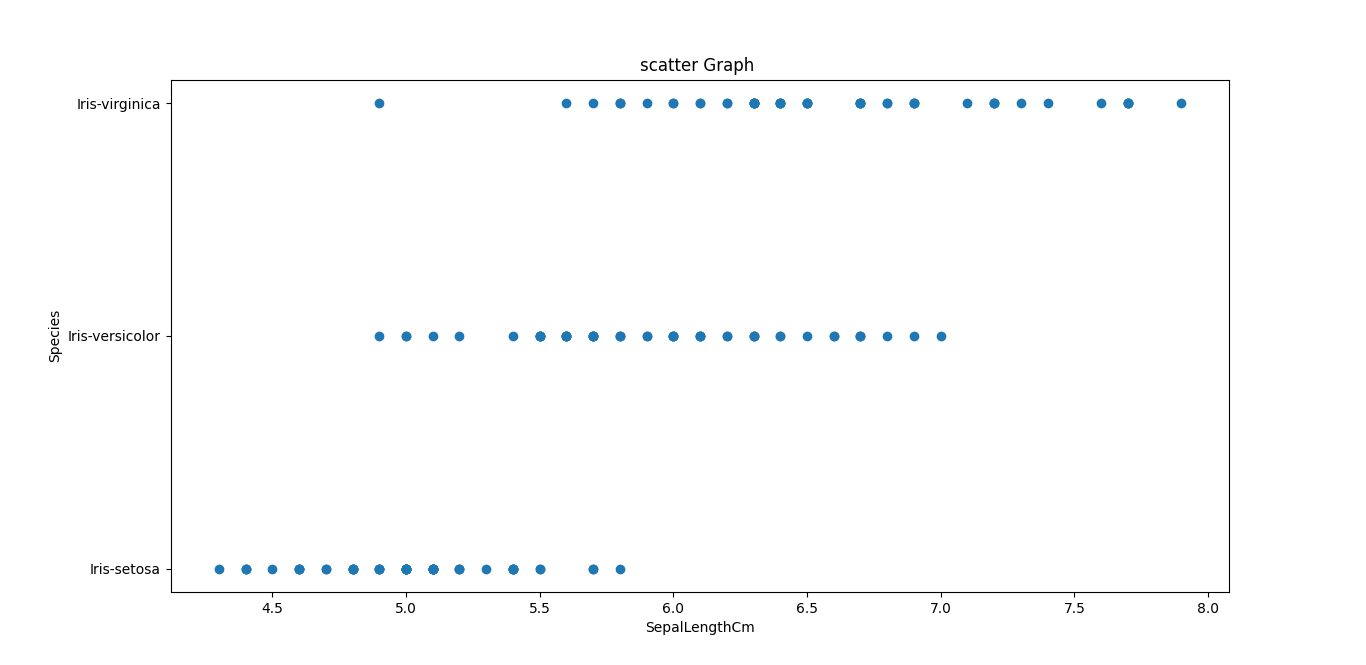 scatter Graph
Iris-virginica
Iris-versicolor
Iris-setosa
Species
4.5 5.0 5.5 6.0 6.5 7.0 7.5 8.0
SepalLengthCm